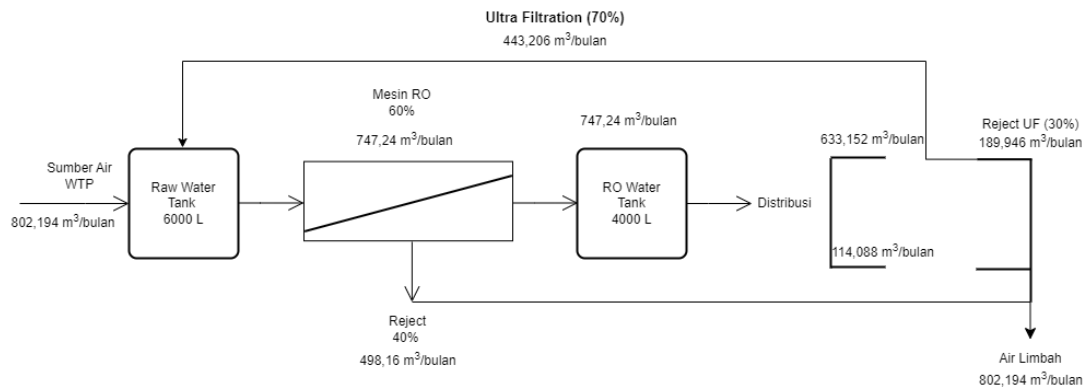 Ultra Filtration (70%)
443,206 m³/bulan
Mesin RO
60%
747,24 m³/bulan
747,24 m³/bulan
633,152 m³/bulan
Reject UF (30%)
189,946 m³/bulan
Sumber Air
WTP
802,194 m³/bulan
Raw Water
Tank
6000 L
RO Water
Tank
4000 L
Distribusi
114,088 m³/bulan
Reject
40%
498,16 m³/bulan
Air Limbah
802,194 m³/bulan